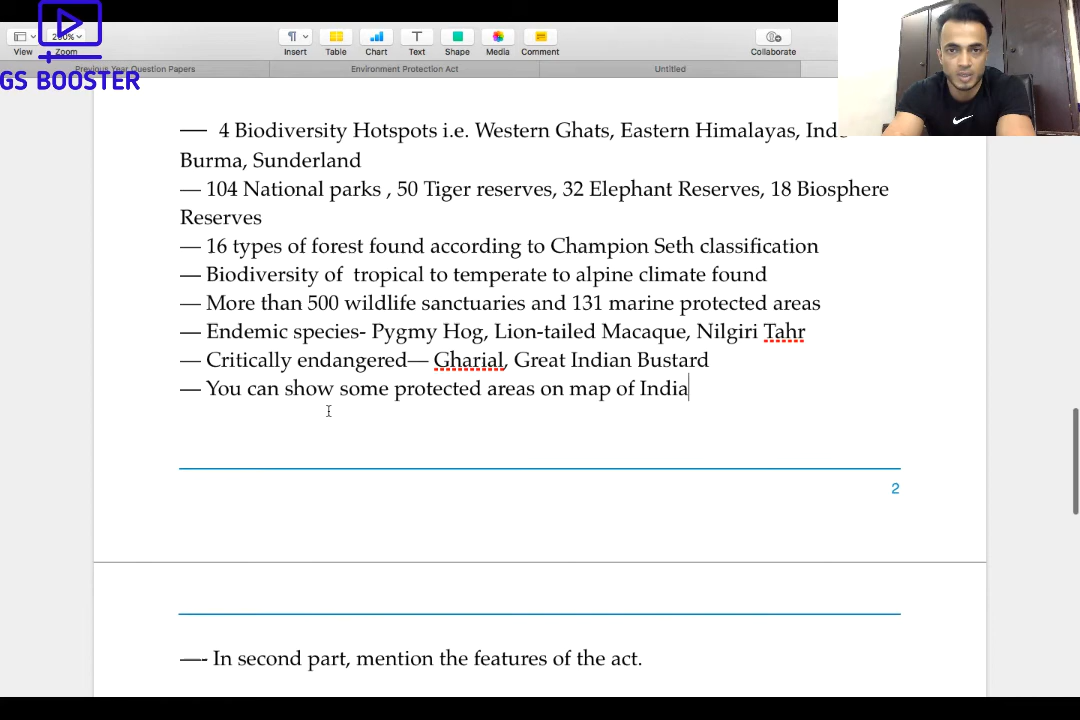 GS BOOSTER
200%
View
Zoom
Insert
Table
Chart
Text
Shape
Media
Comment
Collaborate
Previous Year Question Papers
Environment Protection Act
Untitled
— 4 Biodiversity Hotspots i.e. Western Ghats, Eastern Himalayas, Indo
Burma, Sunderland
— 104 National parks , 50 Tiger reserves, 32 Elephant Reserves, 18 Biosphere
Reserves
— 16 types of forest found according to Champion Seth classification
— Biodiversity of tropical to temperate to alpine climate found
— More than 500 wildlife sanctuaries and 131 marine protected areas
— Endemic species- Pygmy Hog, Lion-tailed Macaque, Nilgiri Tahr
— Critically endangered— Gharial, Great Indian Bustard
— You can show some protected areas on map of India
2
—- In second part, mention the features of the act.